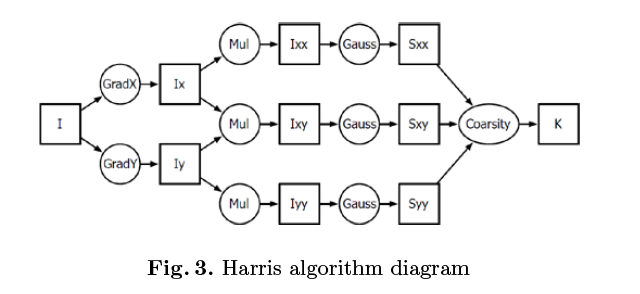 Mul Ixx Gauss Sxx
GradX Ix
I Mul Ixy Gauss Sxy Coarsity K
GradY Iy
Mul Iyy Gauss Syy
Fig. 3. Harris algorithm diagram